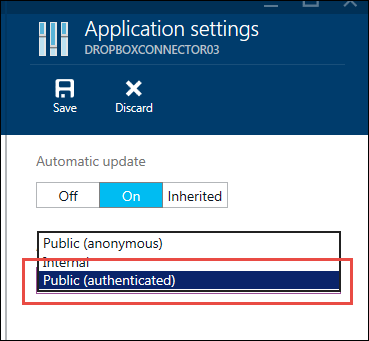 Application settings
DROPBOXCONNECTOR03
Save Discard
Automatic update
Off On Inherited
Public (anonymous)
Internal
Public (authenticated)